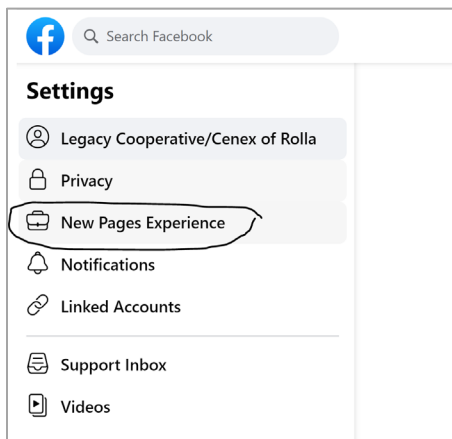 Search Facebook
Settings
Legacy Cooperative/Cenex of Rolla
Privacy
New Pages Experience
Notifications
Linked Accounts
Support Inbox
Videos